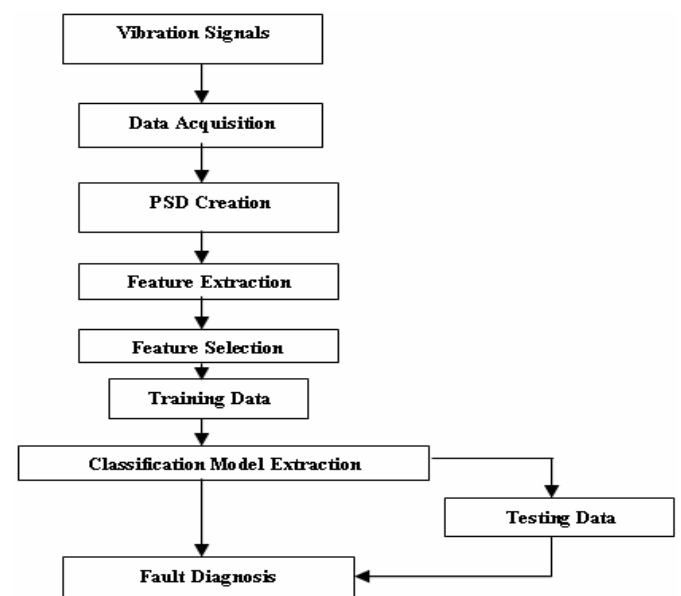 Vibration Signals
Data Acquisition
PSD Creation
Feature Extraction
Feature Selection
Training Data
Classification Model Extraction
Testing Data
Fault Diagnosis